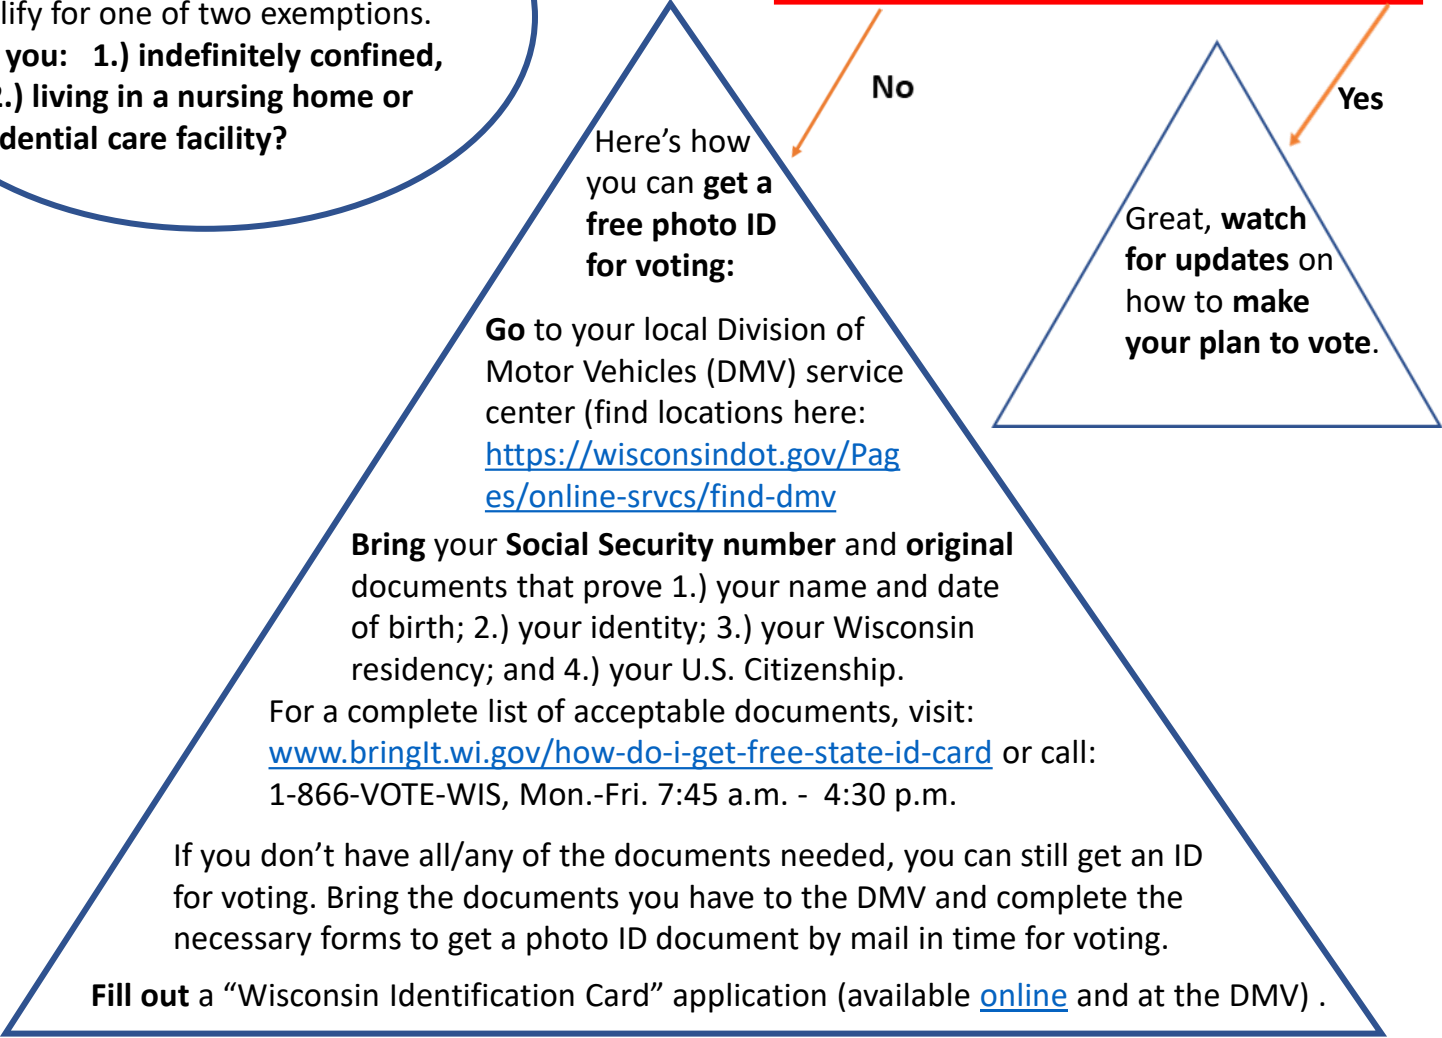 for one of two exemptions.
you: 1.) indefinitely confined,
2.) living in a nursing home or
care facility?
No
Yes
Here’s how
you can get a
free photo ID
for voting:
Great, watch
for updates on
how to make
your plan to vote.
Go to your local Division of
Motor Vehicles (DMV) service
center (find locations here:
https://wisconsindot.gov/Pag
es/online-srvcs/find-dmv
Bring your Social Security number and original
documents that prove 1.) your name and date
of birth; 2.) your identity; 3.) your Wisconsin
residency; and 4.) your U.S. Citizenship.
For a complete list of acceptable documents, visit:
www.bringIt.wi.gov/how-do-i-get-free-state-id-card or call:
1-866-VOTE-WIS, Mon.-Fri. 7:45 a.m. - 4:30 p.m.
If you don’t have all/any of the documents needed, you can still get an ID
for voting. Bring the documents you have to the DMV and complete the
necessary forms to get a photo ID document by mail in time for voting.
Fill out a “Wisconsin Identification Card” application (available online and at the DMV) .